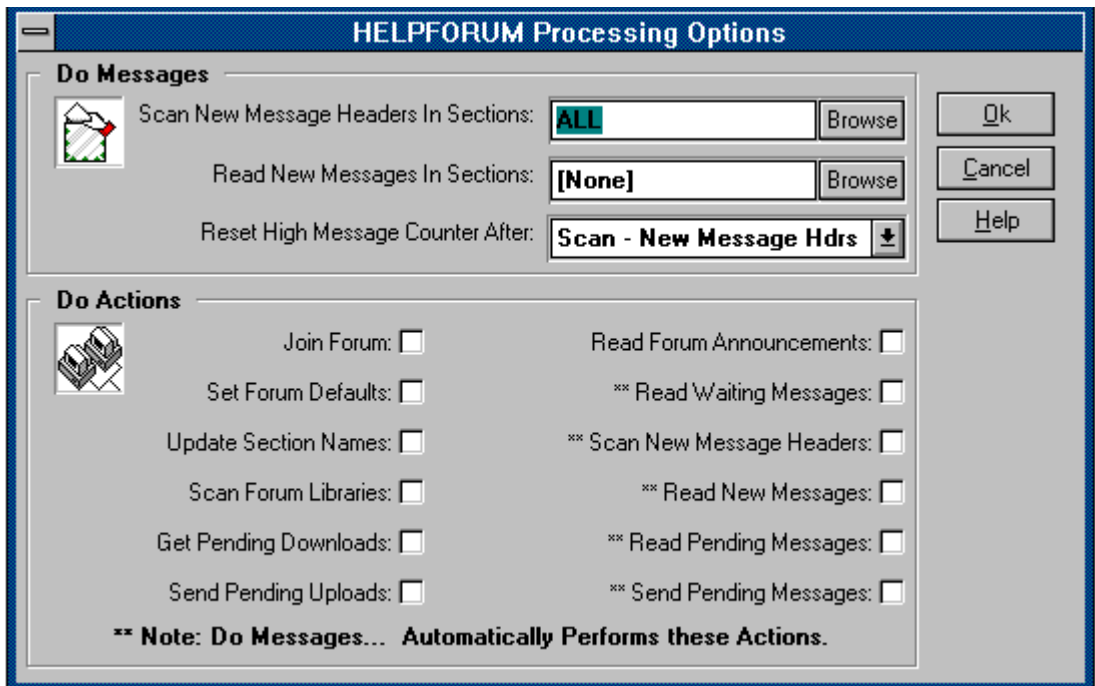 HELPFORUM Processing Options
Do Messages
Scan New Message Headers In Sections: ALL Browse
Read New Messages In Sections: [None] Browse
Reset High Message Counter After: Scan - New Message Hdrs
Ok
Cancel
Help
Do Actions
Join Forum: Read Forum Announcements:
Set Forum Defaults: ** Read Waiting Messages:
Update Section Names: ** Scan New Message Headers:
Scan Forum Libraries: ** Read New Messages:
Get Pending Downloads: ** Read Pending Messages:
Send Pending Uploads: ** Send Pending Messages:
** Note: Do Messages... Automatically Performs these Actions.